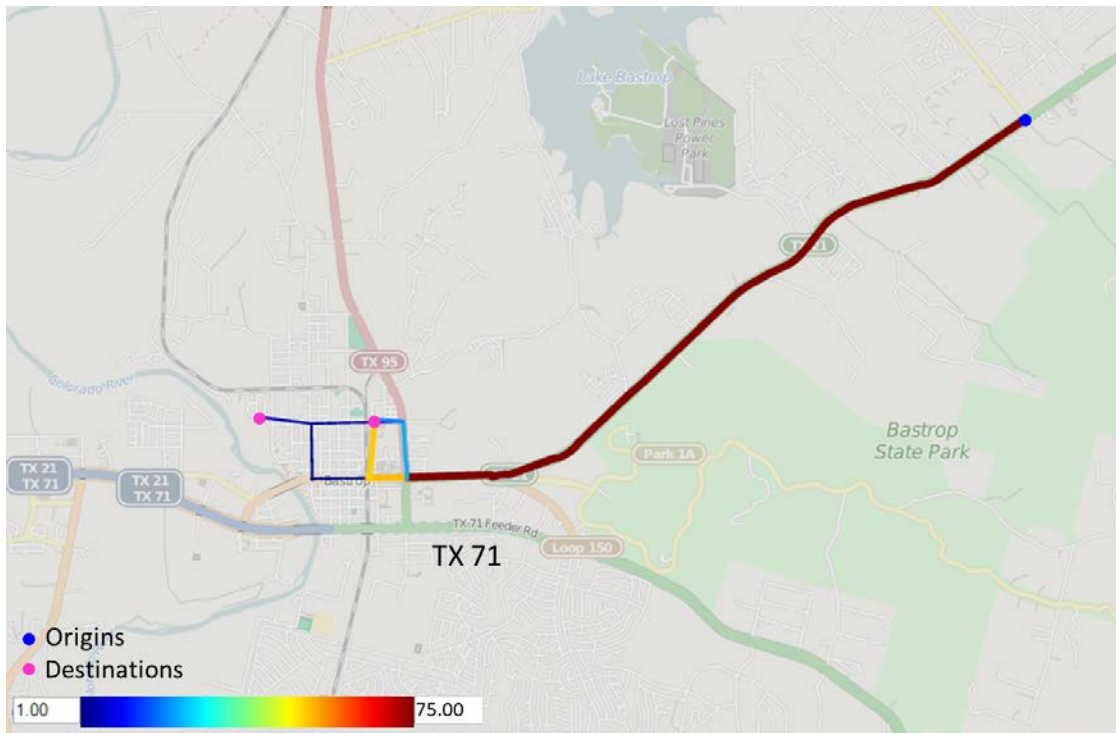 Lake Bastrop
Lost Pines
Power
Park
TX 21
TX 95
Colorado River
Bastrop
State Park
Park 1A
TX 21
TX 71
TX 21
TX 71
Bastrop
TX 71 Feeder Rd
TX 71
Loop 150
Origins
Destinations
1.00
75.00